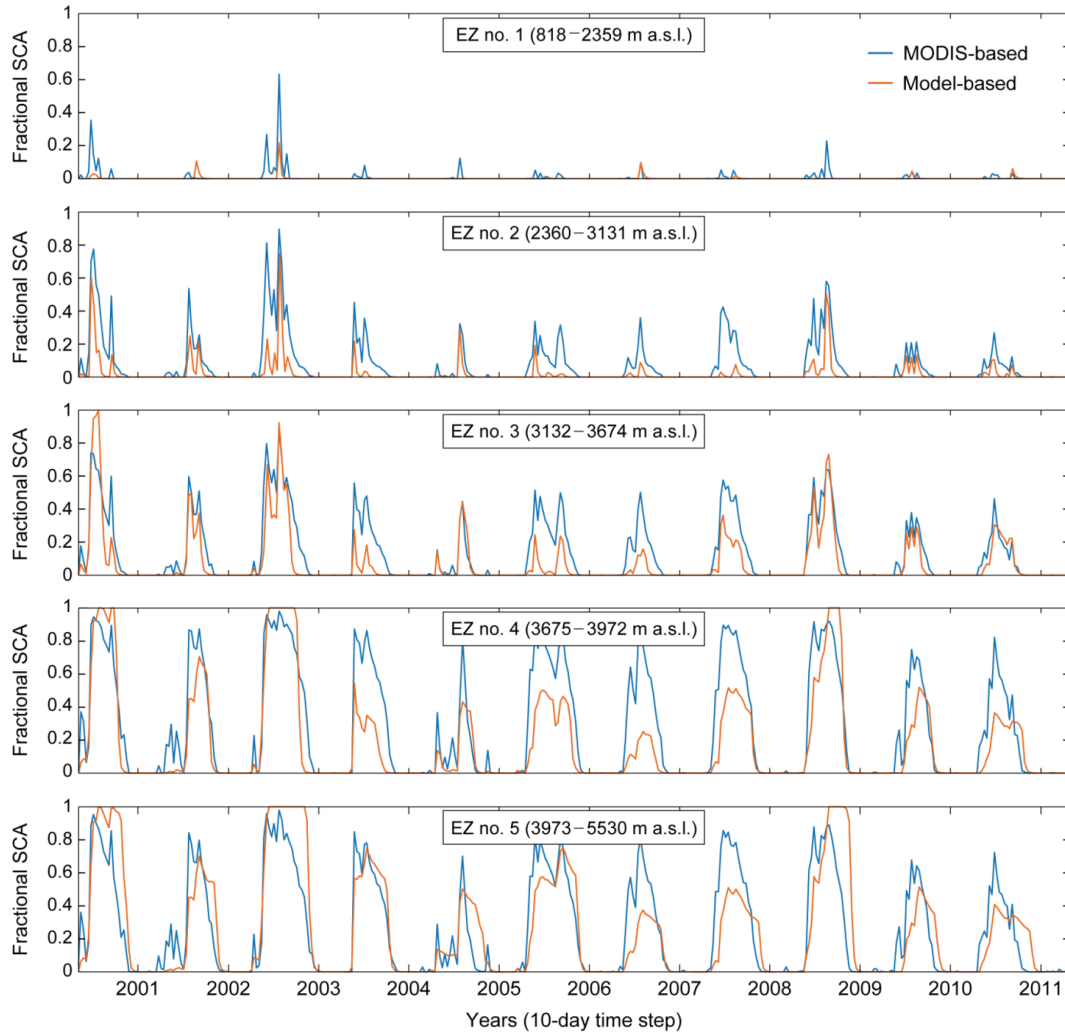 1
EZ no. 1 (818−2359 m a.s.l.)
0.8
MODIS-based
0.6
Model-based
0.4
0.2
0
Fractional SCA
1
EZ no. 2 (2360−3131 m a.s.l.)
0.8
0.6
0.4
0.2
0
Fractional SCA
1
EZ no. 3 (3132−3674 m a.s.l.)
0.8
0.6
0.4
0.2
0
Fractional SCA
1
EZ no. 4 (3675−3972 m a.s.l.)
0.8
0.6
0.4
0.2
0
Fractional SCA
1
EZ no. 5 (3973−5530 m a.s.l.)
0.8
0.6
0.4
0.2
0
Fractional SCA
2001 2002 2003 2004 2005 2006 2007 2008 2009 2010 2011
Years (10-day time step)